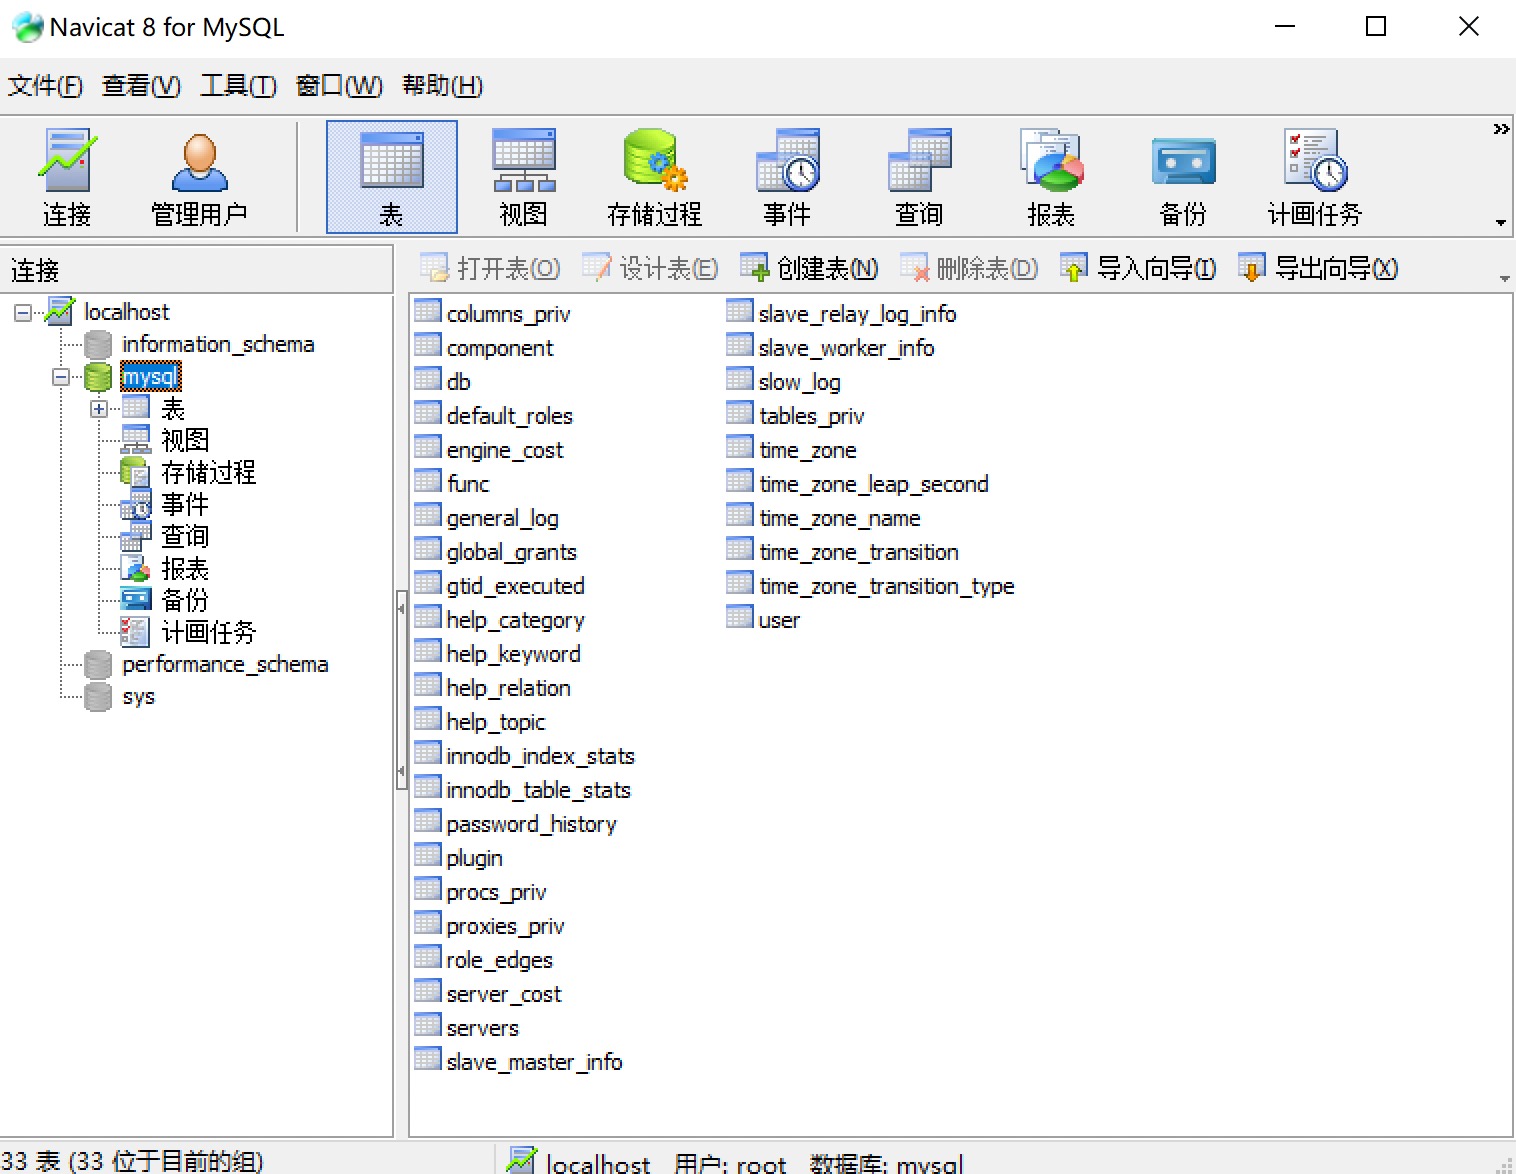 Navicat 8 for MySQL
文件(F) 查看(V) 工具(T) 窗口(W) 帮助(H)
连接 管理用户 表 视图 存储过程 事件 查询 报表 备份 计画任务
连接
打开表(O) 设计表(E) 创建表(N) 删除表(D) 导入向导(I) 导出向导(X)
localhost
information_schema
mysql
表
视图
存储过程
事件
查询
报表
备份
计画任务
performance_schema
sys
columns_priv
component
db
default_roles
engine_cost
func
general_log
global_grants
gtid_executed
help_category
help_keyword
help_relation
help_topic
innodb_index_stats
innodb_table_stats
password_history
plugin
procs_priv
proxies_priv
role_edges
server_cost
servers
slave_master_info
slave_relay_log_info
slave_worker_info
slow_log
tables_priv
time_zone
time_zone_leap_second
time_zone_name
time_zone_transition
time_zone_transition_type
user
33 表 (33 位于目前的组) localhost 用户: root 数据库: mysql